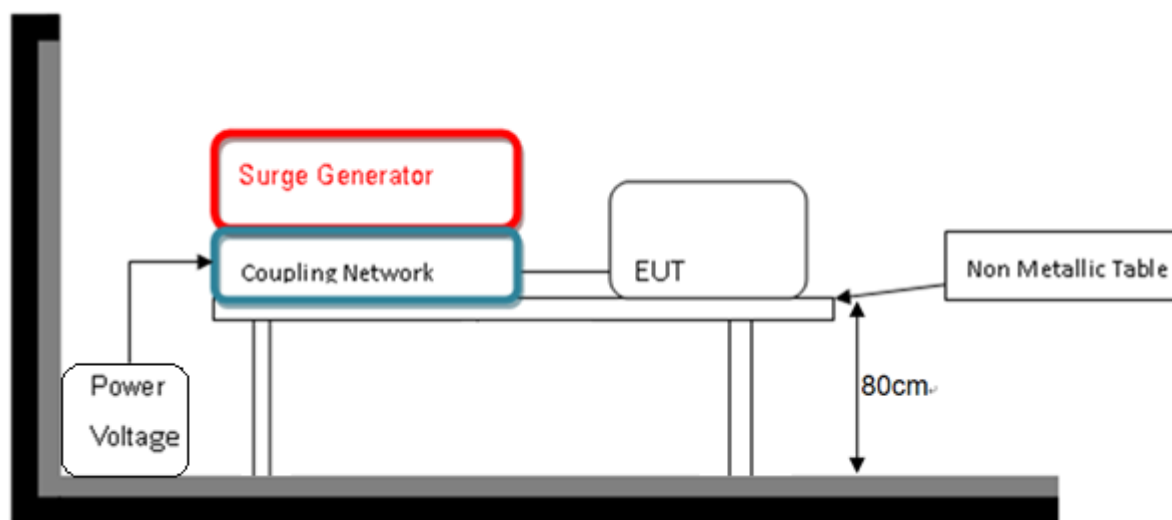 Surge Generator
Coupling Network
EUT
Non Metallic Table
Power
Voltage
80cm